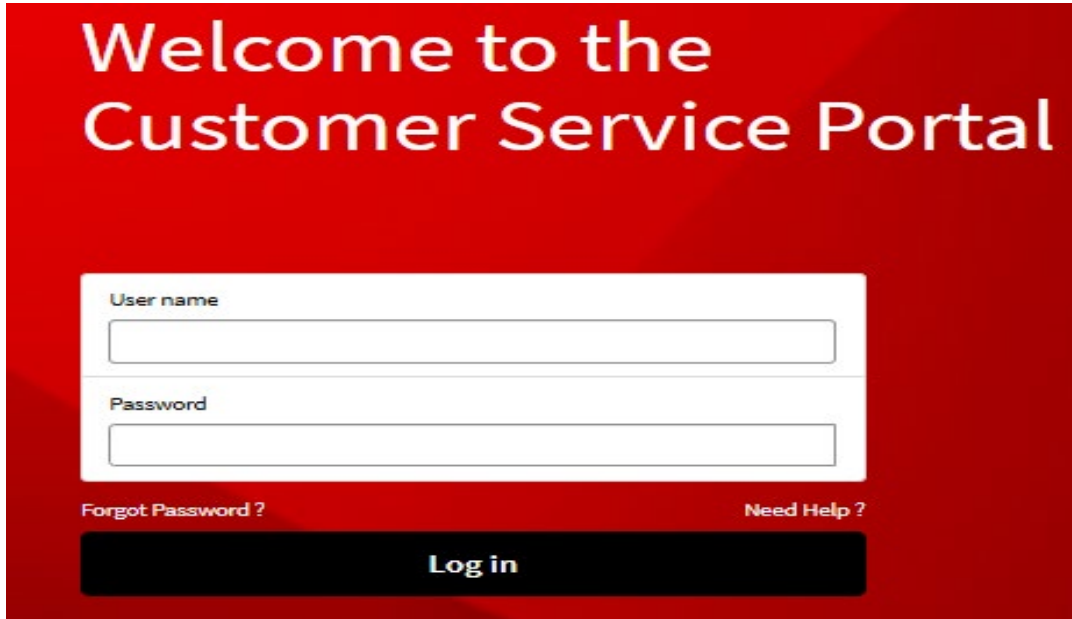 Welcome to the
Customer Service Portal
User name
Password
Forgot Password ?
Need Help ?
Log in